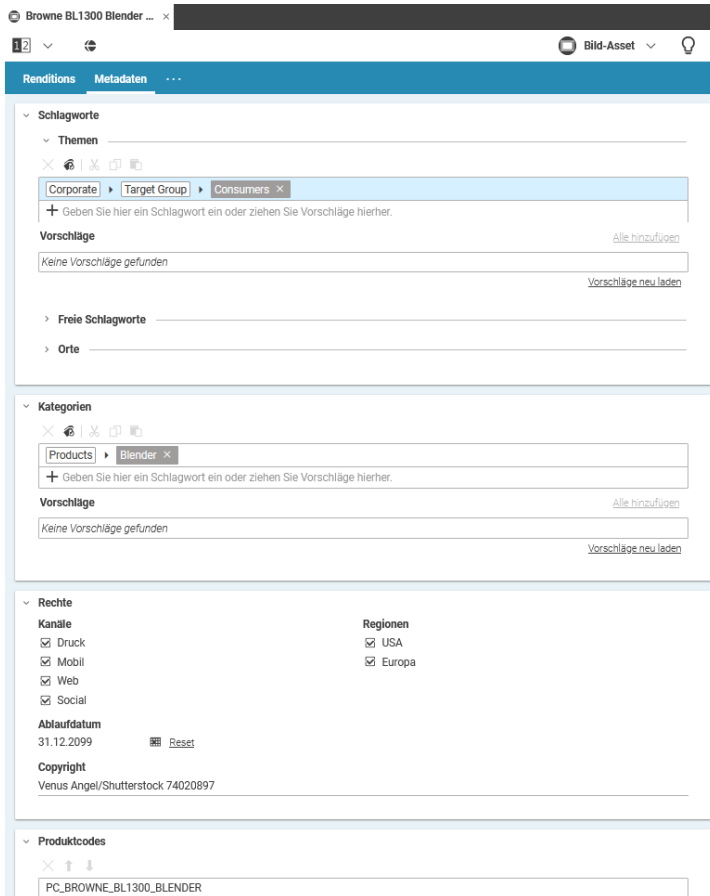 Browne BL1300 Blender ... ×
1 2 Bild-Asset
Renditions Metadaten ...
Schlagworte
Themen
Corporate Target Group Consumers ×
+ Geben Sie hier ein Schlagwort ein oder ziehen Sie Vorschläge hierher.
Vorschläge Alle hinzufügen
Keine Vorschläge gefunden
Vorschläge neu laden
Freie Schlagworte
Orte
Kategorien
Products Blender ×
+ Geben Sie hier ein Schlagwort ein oder ziehen Sie Vorschläge hierher.
Vorschläge Alle hinzufügen
Keine Vorschläge gefunden
Vorschläge neu laden
Rechte
Kanäle Regionen
Druck USA
Mobil Europa
Web
Social
Ablaufdatum
31.12.2099 Reset
Copyright
Venus Angel/Shutterstock 74020897
Produktcodes
PC_BROWNE_BL1300_BLENDER